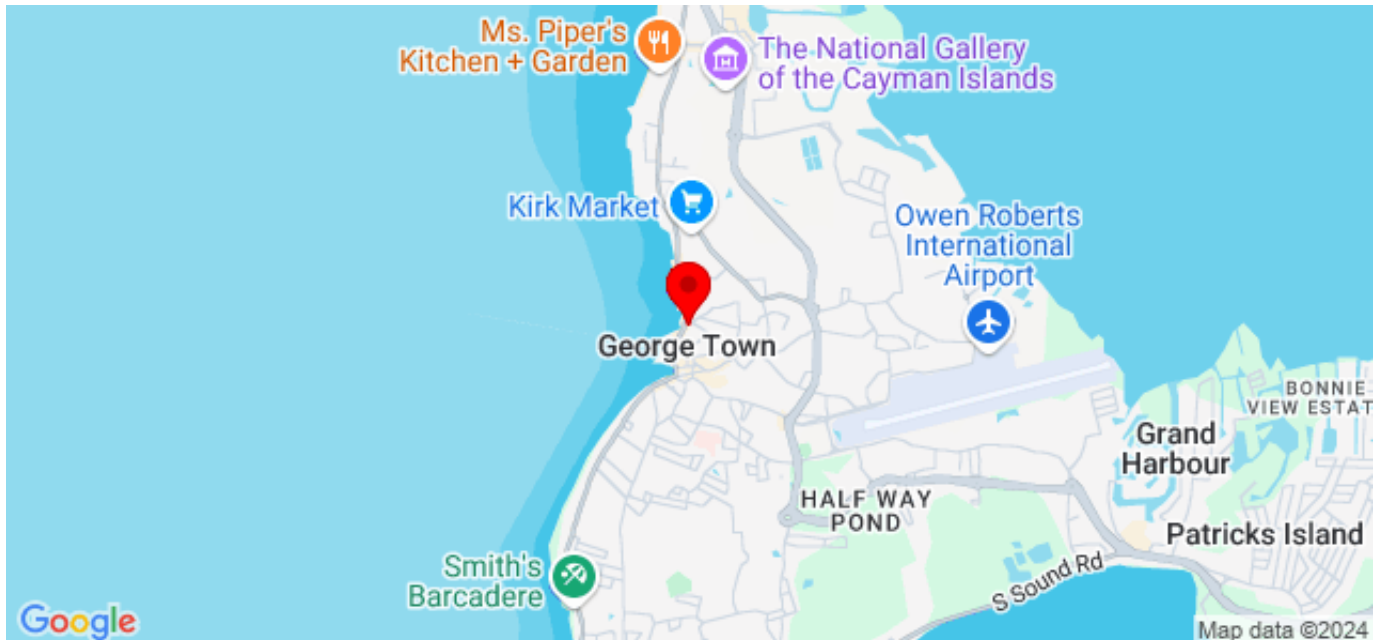 Ms. Piper's
Kitchen + Garden
The National Gallery
of the Cayman Islands
Kirk Market
Owen Roberts
International
Airport
George Town
BONNIE
VIEW ESTAT
Grand
Harbour
HALF WAY
POND
Patricks Island
Smith's
Barcadere
S Sound Rd
Google
Map data ©2024